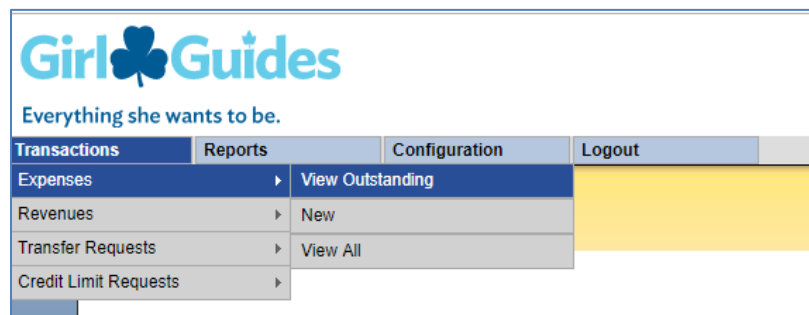 Girl Guides
Everything she wants to be.
Transactions Reports Configuration Logout
Expenses View Outstanding
Revenues New
Transfer Requests View All
Credit Limit Requests